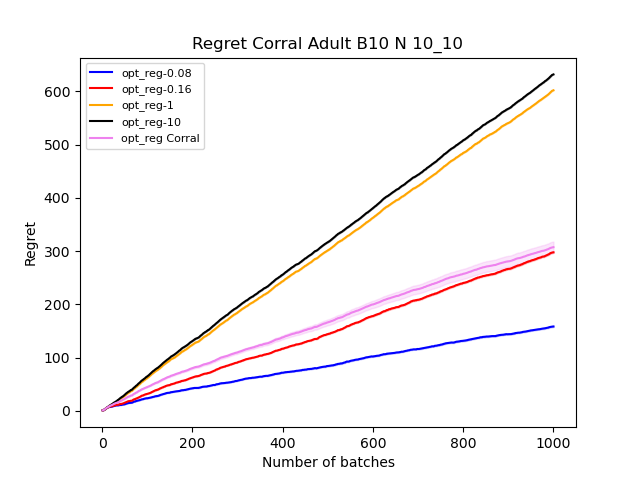 Regret Corral Adult B10 N 10_10
opt_reg-0.08
opt_reg-0.16
opt_reg-1
opt_reg-10
opt_reg Corral
Regret
600
500
400
300
200
100
0
0 200 400 600 800 1000
Number of batches